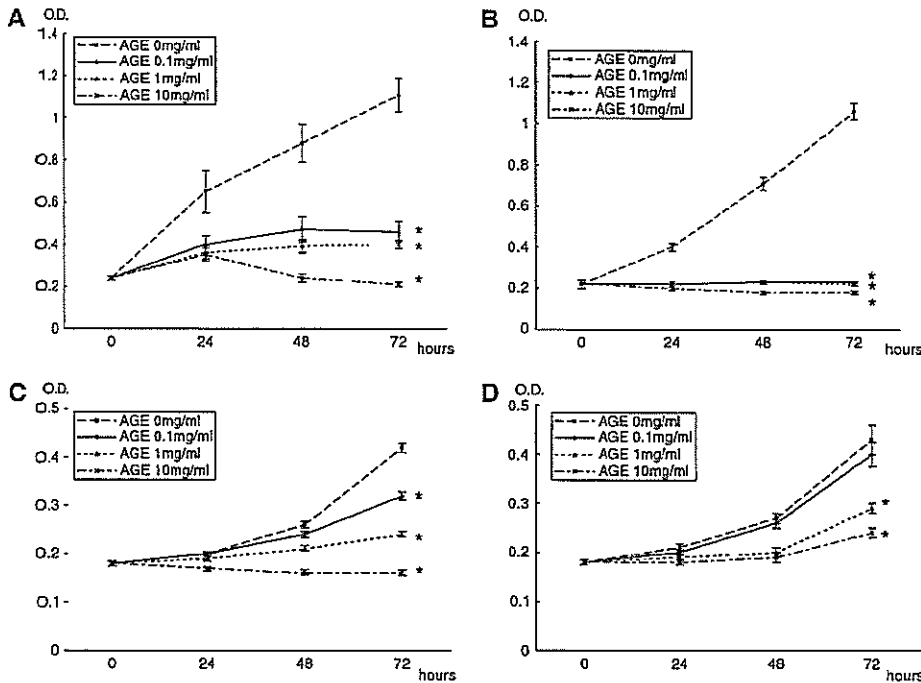 A
O.D.
AGE 0mg/ml
AGE 0.1mg/ml
AGE 1mg/ml
AGE 10mg/ml
1.4
1.2
1
0.8
0.6
0.4
0.2
0
*
*
*
0
24
48
72
hours
B
O.D.
AGE 0mg/ml
AGE 0.1mg/ml
AGE 1mg/ml
AGE 10mg/ml
1.4
1.2
1
0.8
0.6
0.4
0.2
0
*
*
*
0
24
48
72
hours
C
O.D.
AGE 0mg/ml
AGE 0.1mg/ml
AGE 1mg/ml
AGE 10mg/ml
0.5
0.4
0.3
0.2
0.1
0
*
*
*
0
24
48
72
hours
D
O.D.
AGE 0mg/ml
AGE 0.1mg/ml
AGE 1mg/ml
AGE 10mg/ml
0.5
0.4
0.3
0.2
0.1
0
*
*
0
24
48
72
hours